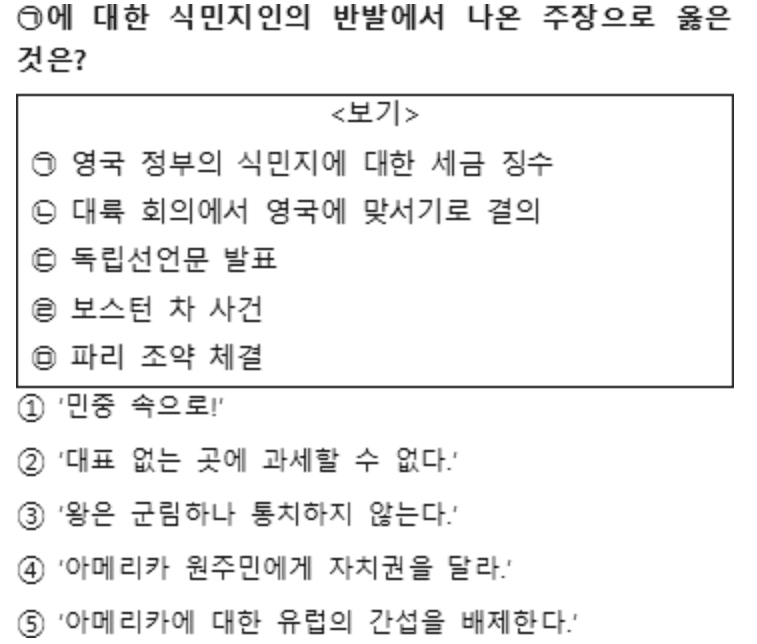 ㉠에 대한 식민지인의 반발에서 나온 주장으로 옳은
것은?
<보기>
㉠ 영국 정부의 식민지에 대한 세금 징수
㉡ 대륙 회의에서 영국에 맞서기로 결의
㉢ 독립선언문 발표
㉣ 보스턴 차 사건
㉤ 파리 조약 체결
① '민중 속으로!'
② '대표 없는 곳에 과세할 수 없다.'
③ '왕은 군림하나 통치하지 않는다.'
④ '아메리카 원주민에게 자치권을 달라.'
⑤ '아메리카에 대한 유럽의 간섭을 배제한다.'